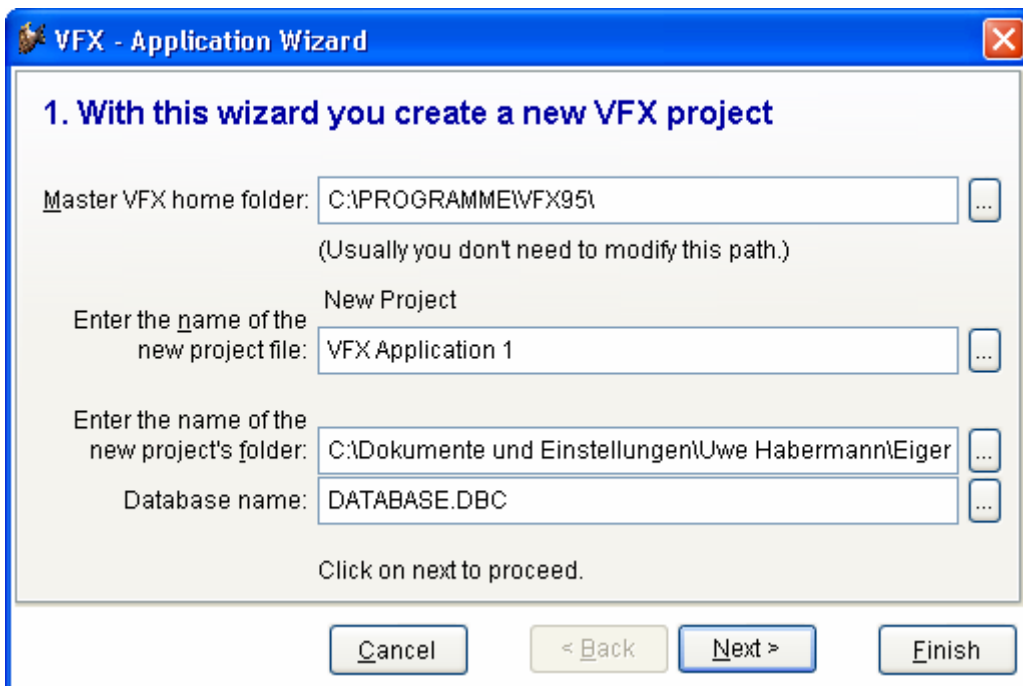 VFX - Application Wizard
1. With this wizard you create a new VFX project
Master VFX home folder: C:\PROGRAMME\VFX95\ ...
(Usually you don't need to modify this path.)
New Project
Enter the name of the
new project file: VFX Application 1 ...
Enter the name of the
new project's folder: C:\Dokumente und Einstellungen\Uwe Habermann\Eiger ...
Database name: DATABASE.DBC ...
Click on next to proceed.
Cancel < Back Next > Finish